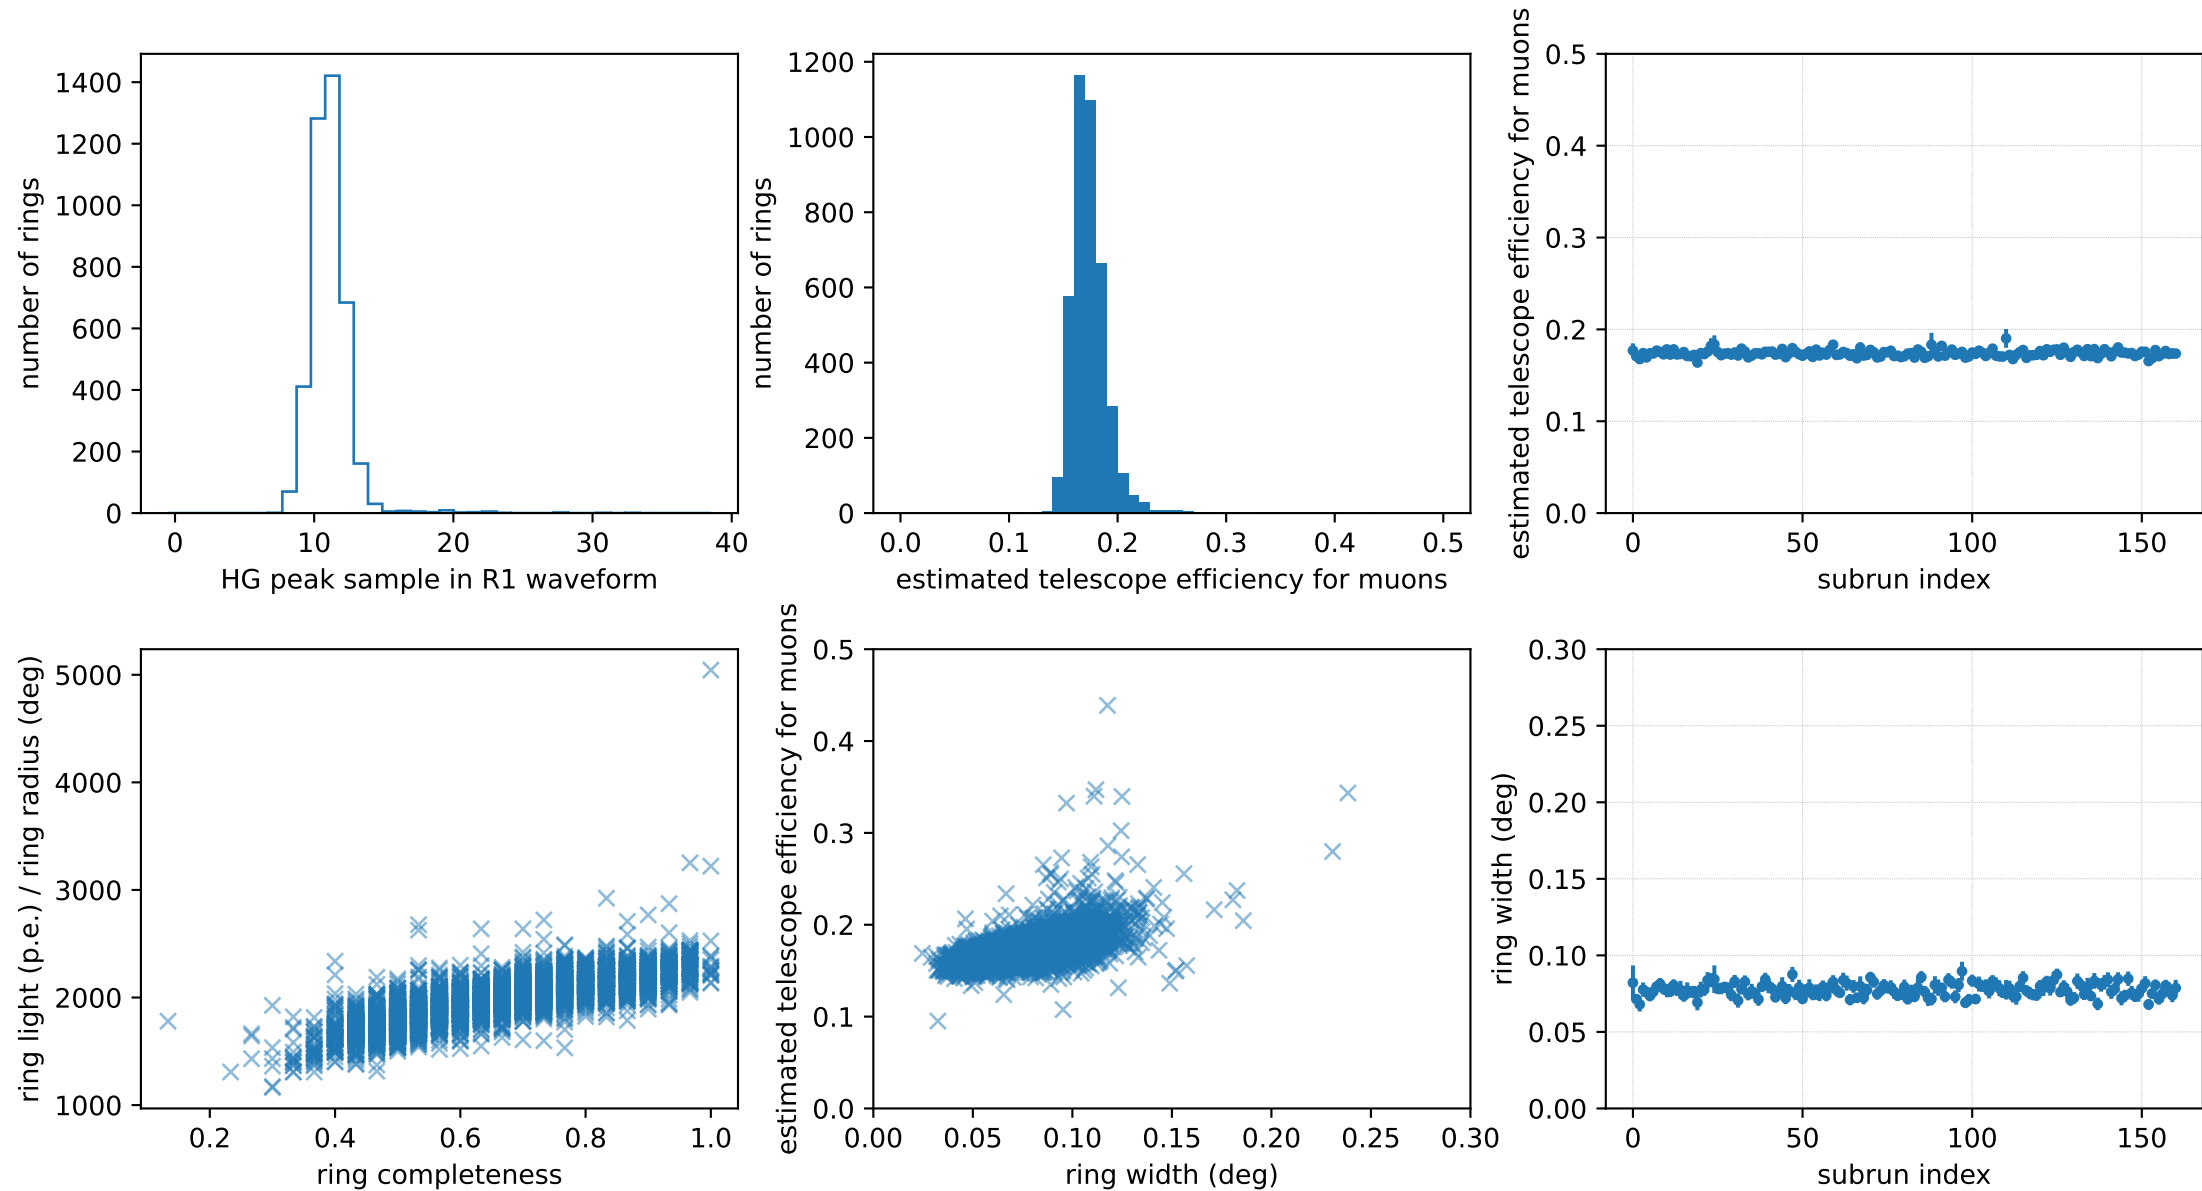 1400
1200
1000
800
600
400
200
0
number of rings
0 10 20 30 40
HG peak sample in R1 waveform
1200
1000
800
600
400
200
0
number of rings
0.0 0.1 0.2 0.3 0.4 0.5
estimated telescope efficiency for muons
0.5
0.4
0.3
0.2
0.1
0.0
estimated telescope efficiency for muons
0 50 100 150
subrun index
5000
4000
3000
2000
1000
ring light (p.e.) / ring radius (deg)
0.2 0.4 0.6 0.8 1.0
ring completeness
0.5
0.4
0.3
0.2
0.1
0.0
estimated telescope efficiency for muons
0.00 0.05 0.10 0.15 0.20 0.25 0.30
ring width (deg)
0.30
0.25
0.20
0.15
0.10
0.05
0.00
ring width (deg)
0 50 100 150
subrun index